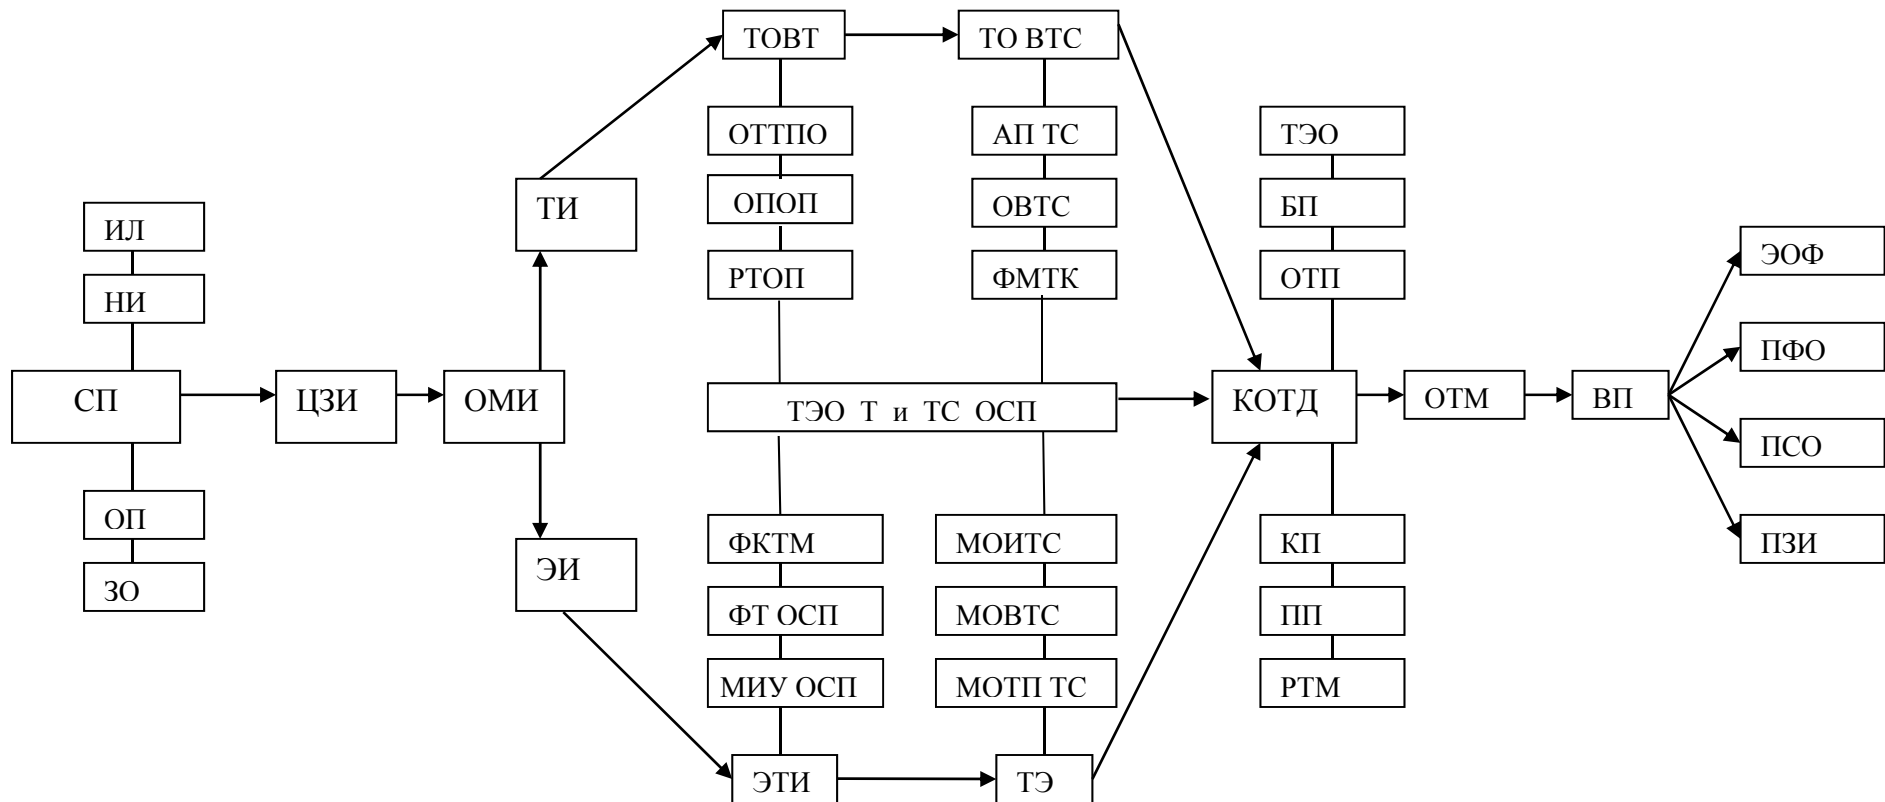 ТОВТ
ТО ВТС
ОТТПО
АП ТС
ТЭО
ТИ
ОПОП
ОВТС
БП
ИЛ
ЭОФ
НИ
РТОП
ФМТК
ОТП
ПФО
СП
ЦЗИ
ОМИ
ТЭО Т и ТС ОСП
КОТД
ОТМ
ВП
ПСО
ОП
ФКТМ
МОИТС
КП
ПЗИ
ЗО
ЭИ
ФТ ОСП
МОВТС
ПП
МИУ ОСП
МОТП ТС
РТМ
ЭТИ
ТЭ